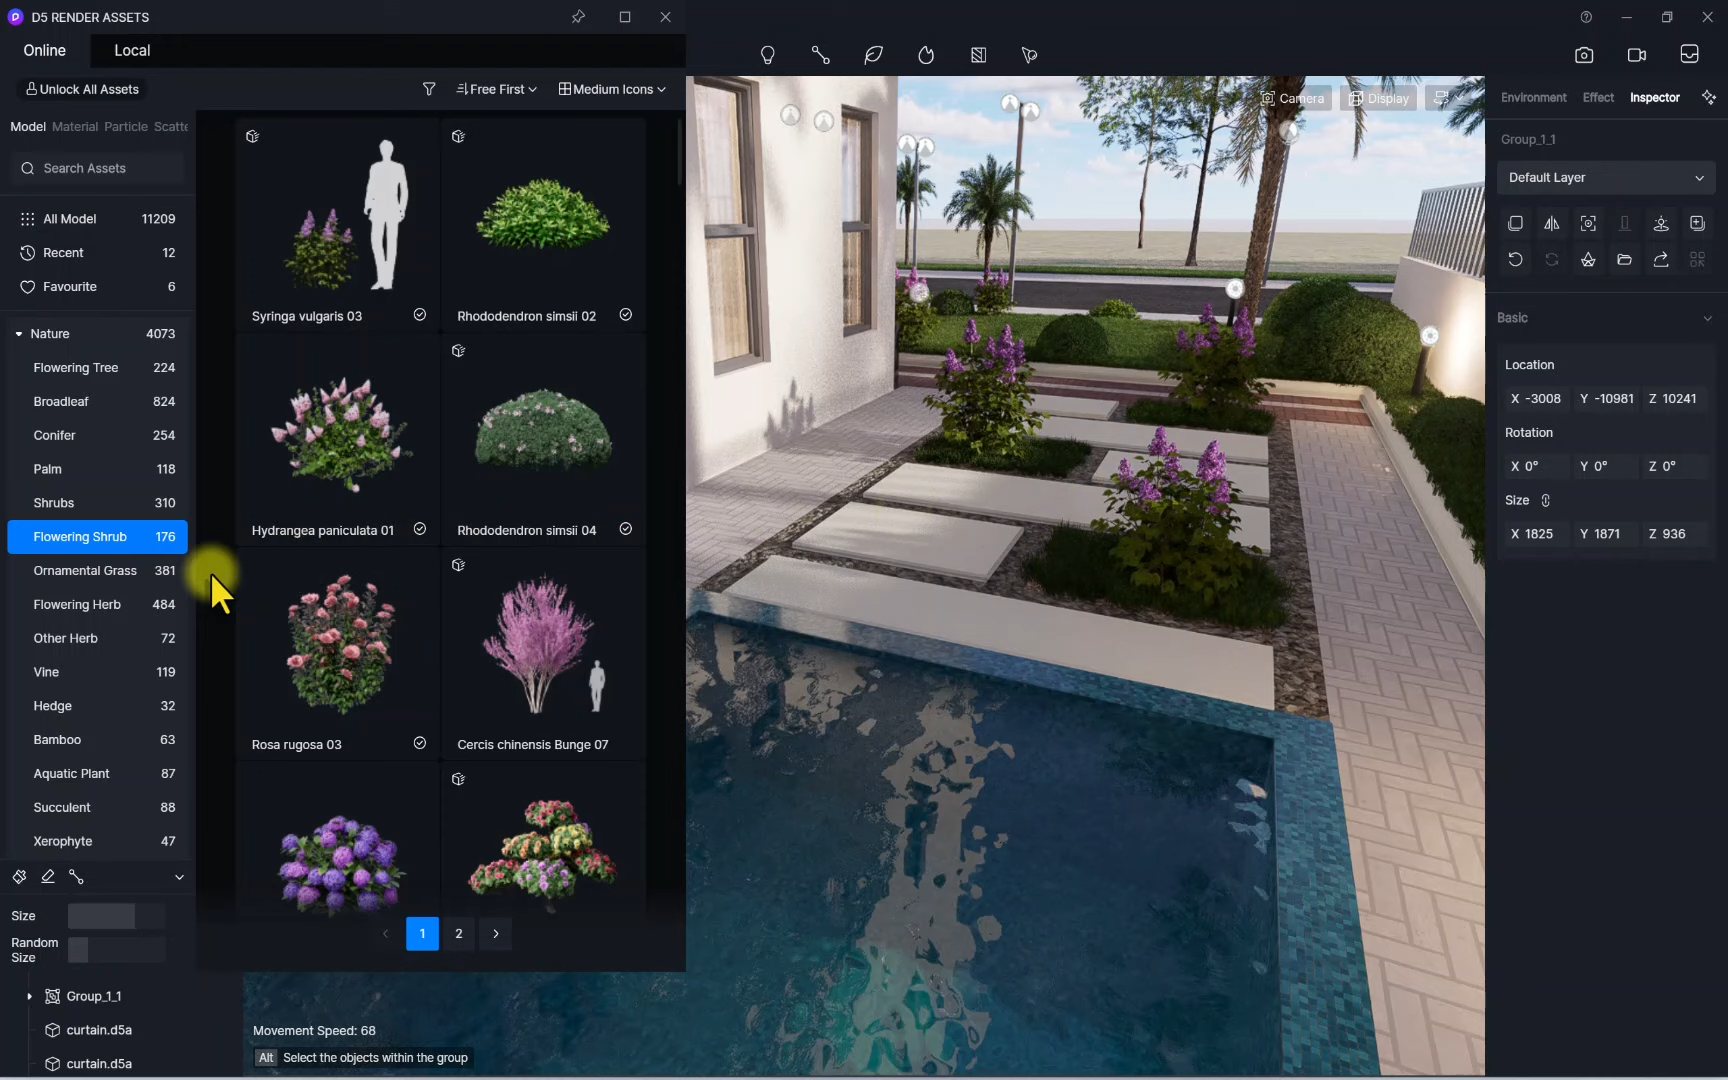 D5 RENDER ASSETS
Online
Local
Unlock All Assets
Free First
Medium Icons
Model Material Particle Scatte
Search Assets
All Model 11209
Recent 12
Favourite 6
Nature 4073
Flowering Tree 224
Broadleaf 824
Conifer 254
Palm 118
Shrubs 310
Flowering Shrub 176
Ornamental Grass 381
Flowering Herb 484
Other Herb 72
Vine 119
Hedge 32
Bamboo 63
Aquatic Plant 87
Succulent 88
Xerophyte 47
Size
Random
Size
Group_1_1
curtain.d5a
curtain.d5a
Syringa vulgaris 03
Rhododendron simsii 02
Hydrangea paniculata 01
Rhododendron simsii 04
Rosa rugosa 03
Cercis chinensis Bunge 07
1
2
Movement Speed: 68
Alt Select the objects within the group
Camera
Display
Environment
Effect
Inspector
Group_1_1
Default Layer
Basic
Location
X -3008 Y -10981 Z 10241
Rotation
X 0° Y 0° Z 0°
Size
X 1825 Y 1871 Z 936